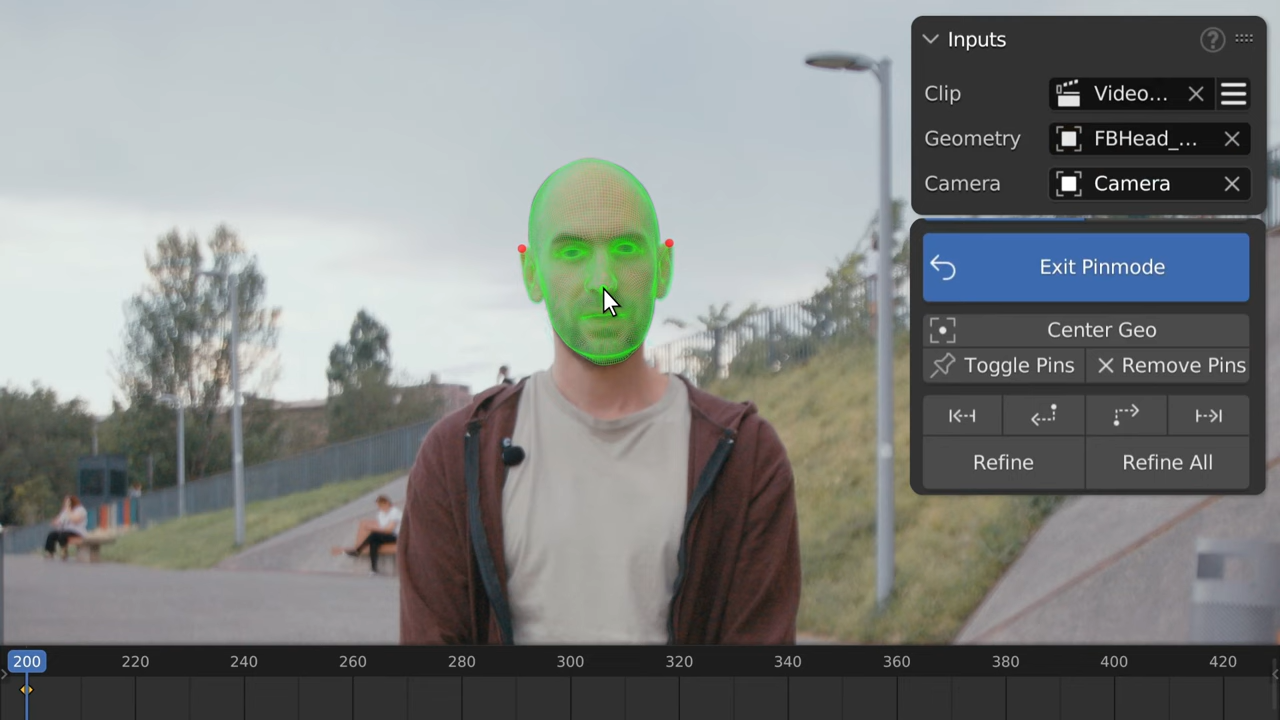 Inputs
Clip Video...
Geometry FBHead_...
Camera Camera
Exit Pinmode
Center Geo
Toggle Pins Remove Pins
Refine Refine All
200 220 240 260 280 300 320 340 360 380 400 420